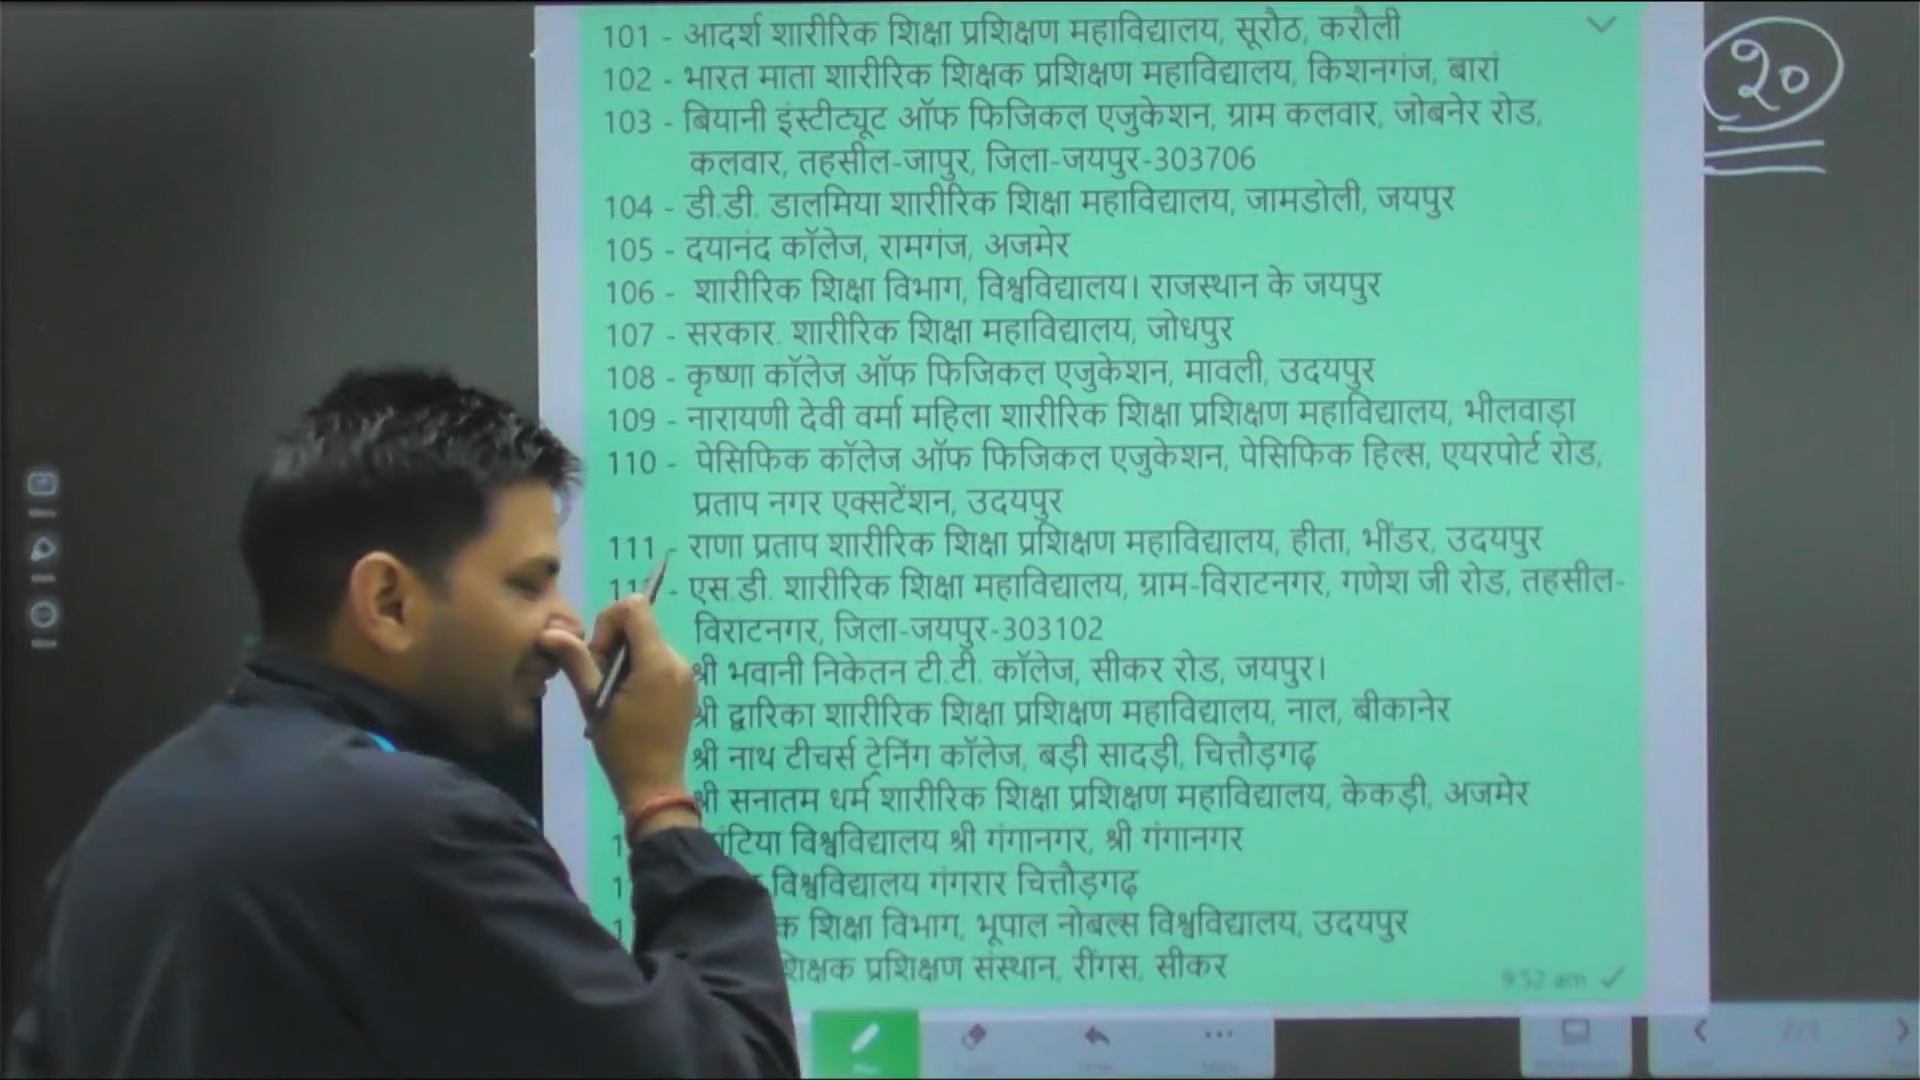 101 - आदर्श शारीरिक शिक्षा प्रशिक्षण महाविद्यालय, सूरौठ, करौली
२०
102 - भारत माता शारीरिक शिक्षक प्रशिक्षण महाविद्यालय, किशनगंज, बारां
103 - बियानी इंस्टीट्यूट ऑफ फिजिकल एजुकेशन, ग्राम कलवार, जोबनेर रोड,
कलवार, तहसील-जापुर, जिला-जयपुर-303706
104 - डी.डी. डालमिया शारीरिक शिक्षा महाविद्यालय, जामडोली, जयपुर
105 - दयानंद कॉलेज, रामगंज, अजमेर
106 - शारीरिक शिक्षा विभाग, विश्वविद्यालय। राजस्थान के जयपुर
107 - सरकार. शारीरिक शिक्षा महाविद्यालय, जोधपुर
108 - कृष्णा कॉलेज ऑफ फिजिकल एजुकेशन, मावली, उदयपुर
109 - नारायणी देवी वर्मा महिला शारीरिक शिक्षा प्रशिक्षण महाविद्यालय, भीलवाड़ा
110 - पेसिफिक कॉलेज ऑफ फिजिकल एजुकेशन, पेसिफिक हिल्स, एयरपोर्ट रोड,
प्रताप नगर एक्सटेंशन, उदयपुर
111 - राणा प्रताप शारीरिक शिक्षा प्रशिक्षण महाविद्यालय, हीता, भींडर, उदयपुर
- एस.डी. शारीरिक शिक्षा महाविद्यालय, ग्राम-विराटनगर, गणेश जी रोड, तहसील-
विराटनगर, जिला-जयपुर-303102
श्री भवानी निकेतन टी.टी. कॉलेज, सीकर रोड, जयपुर।
श्री द्वारिका शारीरिक शिक्षा प्रशिक्षण महाविद्यालय, नाल, बीकानेर
श्री नाथ टीचर्स ट्रेनिंग कॉलेज, बड़ी सादड़ी, चित्तौड़गढ़
श्री सनातम धर्म शारीरिक शिक्षा प्रशिक्षण महाविद्यालय, केकड़ी, अजमेर
विश्वविद्यालय श्री गंगानगर, श्री गंगानगर
विश्वविद्यालय गंगरार चित्तौड़गढ़
शिक्षा विभाग, भूपाल नोबल्स विश्वविद्यालय, उदयपुर
शिक्षक प्रशिक्षण संस्थान, रींगस, सीकर
9:52 am